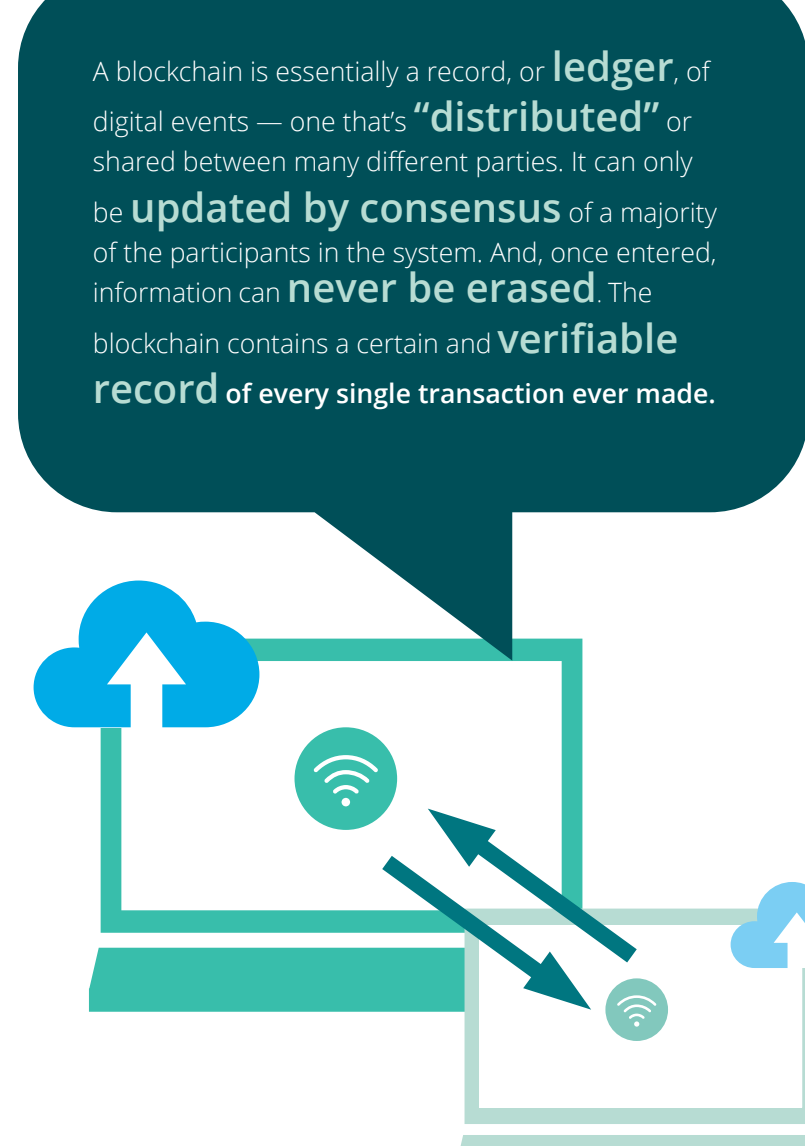 A blockchain is essentially a record, or ledger, of
digital events — one that’s “distributed” or
shared between many different parties. It can only
be updated by consensus of a majority
of the participants in the system. And, once entered,
information can never be erased. The
blockchain contains a certain and verifiable
record of every single transaction ever made.